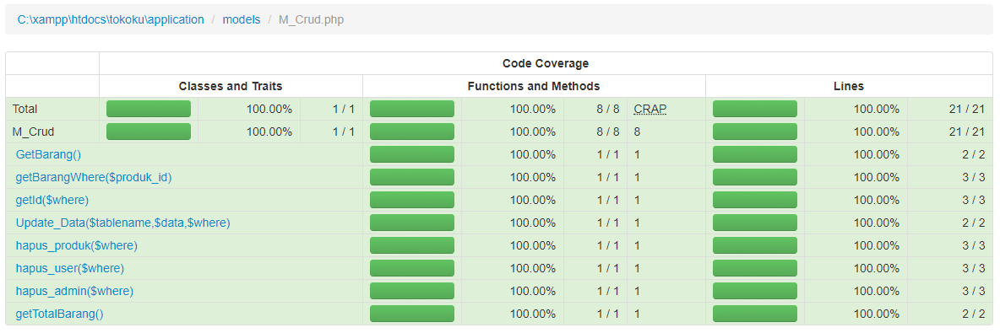 C:\xampp\htdocs\tokoku\application / models / M_Crud.php
Code Coverage
Classes and Traits Functions and Methods Lines
Total 100.00% 1 / 1 100.00% 8 / 8 CRAP 100.00% 21 / 21
M_Crud 100.00% 1 / 1 100.00% 8 / 8 8 100.00% 21 / 21
GetBarang() 100.00% 1 / 1 1 100.00% 2 / 2
getBarangWhere($produk_id) 100.00% 1 / 1 1 100.00% 3 / 3
getId($where) 100.00% 1 / 1 1 100.00% 3 / 3
Update_Data($tablename,$data,$where) 100.00% 1 / 1 1 100.00% 2 / 2
hapus_produk($where) 100.00% 1 / 1 1 100.00% 3 / 3
hapus_user($where) 100.00% 1 / 1 1 100.00% 3 / 3
hapus_admin($where) 100.00% 1 / 1 1 100.00% 3 / 3
getTotalBarang() 100.00% 1 / 1 1 100.00% 2 / 2